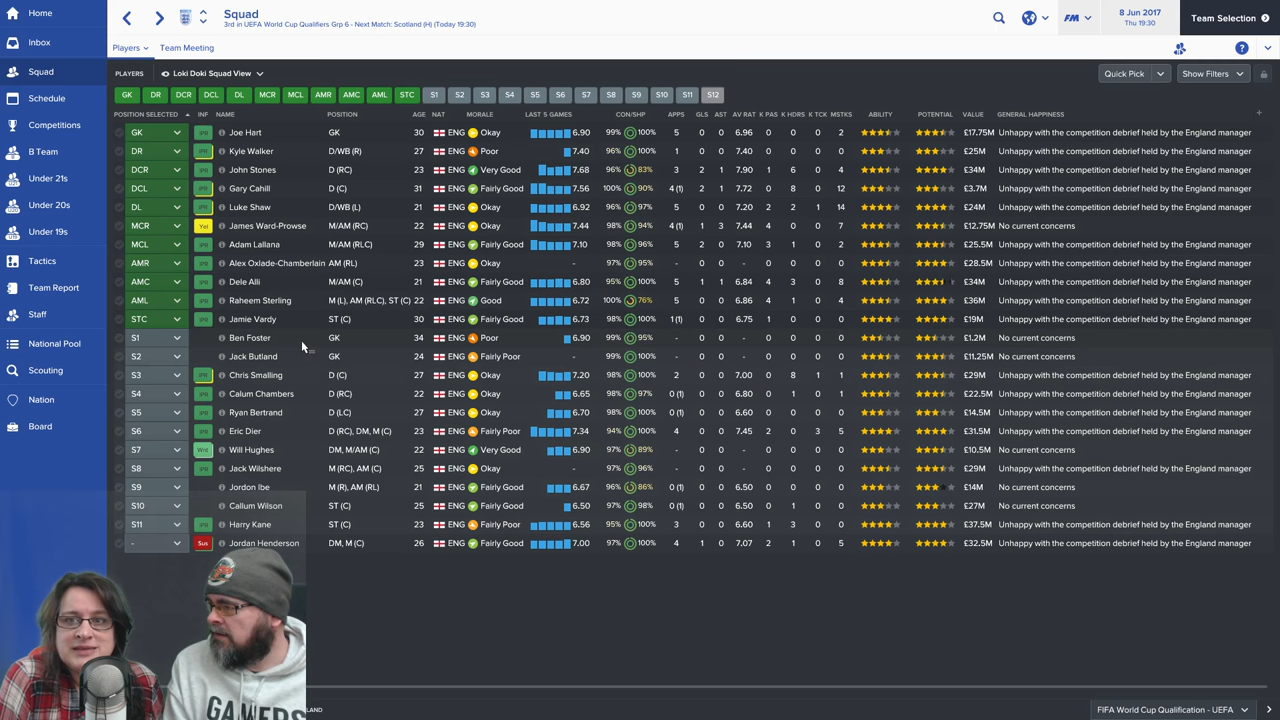 Home
Inbox
Squad
Schedule
Competitions
B Team
Under 21s
Under 20s
Under 19s
Tactics
Team Report
Staff
National Pool
Scouting
Nation
Board
Squad
3rd in UEFA World Cup Qualifiers Grp 6 - Next Match: Scotland (H) (Today 19:30)
FM
8 Jun 2017
Thu 19:30
Team Selection
Players Team Meeting
PLAYERS Loki Doki Squad View Quick Pick Show Filters
GK DR DCR DCL DL MCR MCL AMR AMC AML STC S1 S2 S3 S4 S5 S6 S7 S8 S9 S10 S11 S12
POSITION SELECTED INF NAME POSITION AGE NAT MORALE LAST 5 GAMES CON/SHP APPS GLS AST AV RAT K PAS K HDRS K TCK MSTKS ABILITY POTENTIAL VALUE GENERAL HAPPINESS
GK IPR Joe Hart GK 30 ENG Okay 6.90 99% 100% 5 0 0 6.96 0 0 0 2 £17.75M Unhappy with the competition debrief held by the England manager
DR IPR Kyle Walker D/WB (R) 27 ENG Poor 7.40 96% 100% 1 0 0 7.40 0 0 0 0 £25M Unhappy with the competition debrief held by the England manager
DCR IPR John Stones D (RC) 23 ENG Very Good 7.68 96% 83% 3 2 1 7.90 1 6 0 4 £34M Unhappy with the competition debrief held by the England manager
DCL IPR Gary Cahill D (C) 31 ENG Fairly Good 7.56 100% 90% 4 (1) 2 1 7.72 0 8 0 12 £3.7M Unhappy with the competition debrief held by the England manager
DL IPR Luke Shaw D/WB (L) 21 ENG Okay 6.92 96% 97% 5 0 0 7.20 2 2 1 14 £24M Unhappy with the competition debrief held by the England manager
MCR Yel James Ward-Prowse M/AM (RC) 22 ENG Okay 7.44 98% 94% 4 (1) 1 3 7.44 4 0 0 7 £12.75M No current concerns
MCL IPR Adam Lallana M/AM (RLC) 29 ENG Fairly Good 7.10 98% 96% 5 2 0 7.10 3 1 0 2 £25.5M Unhappy with the competition debrief held by the England manager
AMR IPR Alex Oxlade-Chamberlain AM (RL) 23 ENG Okay - 97% 95% - 0 0 - 0 0 0 0 £28.5M Unhappy with the competition debrief held by the England manager
AMC IPR Dele Alli M/AM (C) 21 ENG Fairly Good 6.80 95% 100% 5 1 1 6.84 4 3 0 8 £34M Unhappy with the competition debrief held by the England manager
AML IPR Raheem Sterling M (L), AM (RLC), ST (C) 22 ENG Good 6.72 100% 76% 5 0 0 6.86 4 1 0 4 £36M Unhappy with the competition debrief held by the England manager
STC IPR Jamie Vardy ST (C) 30 ENG Fairly Good 6.73 98% 100% 1 (1) 0 0 6.75 1 0 0 0 £19M Unhappy with the competition debrief held by the England manager
S1 Ben Foster GK 34 ENG Poor 6.90 99% 95% - 0 0 - 0 0 0 0 £1.2M No current concerns
S2 Jack Butland GK 24 ENG Fairly Poor - 99% 100% - 0 0 - 0 0 0 0 £11.25M No current concerns
S3 IPR Chris Smalling D (C) 27 ENG Okay 7.20 98% 100% 2 0 0 7.00 0 8 0 1 £29M Unhappy with the competition debrief held by the England manager
S4 IPR Calum Chambers D (RC) 22 ENG Okay 6.65 98% 97% 0 (1) 0 0 6.80 0 1 0 1 £22.5M Unhappy with the competition debrief held by the England manager
S5 IPR Ryan Bertrand D (LC) 27 ENG Okay 6.70 98% 100% 0 (1) 0 0 6.60 0 0 0 0 £14.5M Unhappy with the competition debrief held by the England manager
S6 IPR Eric Dier D (RC), DM, M (C) 23 ENG Fairly Poor 7.34 94% 100% 4 0 0 7.45 2 0 3 5 £31.5M Unhappy with the competition debrief held by the England manager
S7 Wnt Will Hughes DM, M/AM (C) 22 ENG Very Good 6.90 97% 89% - 0 0 - 0 0 0 0 £10.5M No current concerns
S8 IPR Jack Wilshere M (RC), AM (C) 25 ENG Okay - 97% 96% - 0 0 - 0 0 0 0 £29M Unhappy with the competition debrief held by the England manager
S9 Jordon Ibe M (R), AM (RL) 21 ENG Fairly Good 6.67 96% 86% 0 (1) 0 0 6.50 0 0 0 0 £14M No current concerns
S10 Callum Wilson ST (C) 25 ENG Fairly Good 6.50 97% 98% 0 (1) 0 0 6.50 0 1 0 0 £27M No current concerns
S11 IPR Harry Kane ST (C) 23 ENG Fairly Poor 6.56 95% 100% 3 0 0 6.60 1 3 0 0 £37.5M Unhappy with the competition debrief held by the England manager
- Sus Jordan Henderson DM, M (C) 26 ENG Fairly Good 7.00 97% 100% 4 1 0 7.07 2 1 0 5 £32.5M Unhappy with the competition debrief held by the England manager
GAMERS
LAND
FIFA World Cup Qualification - UEFA